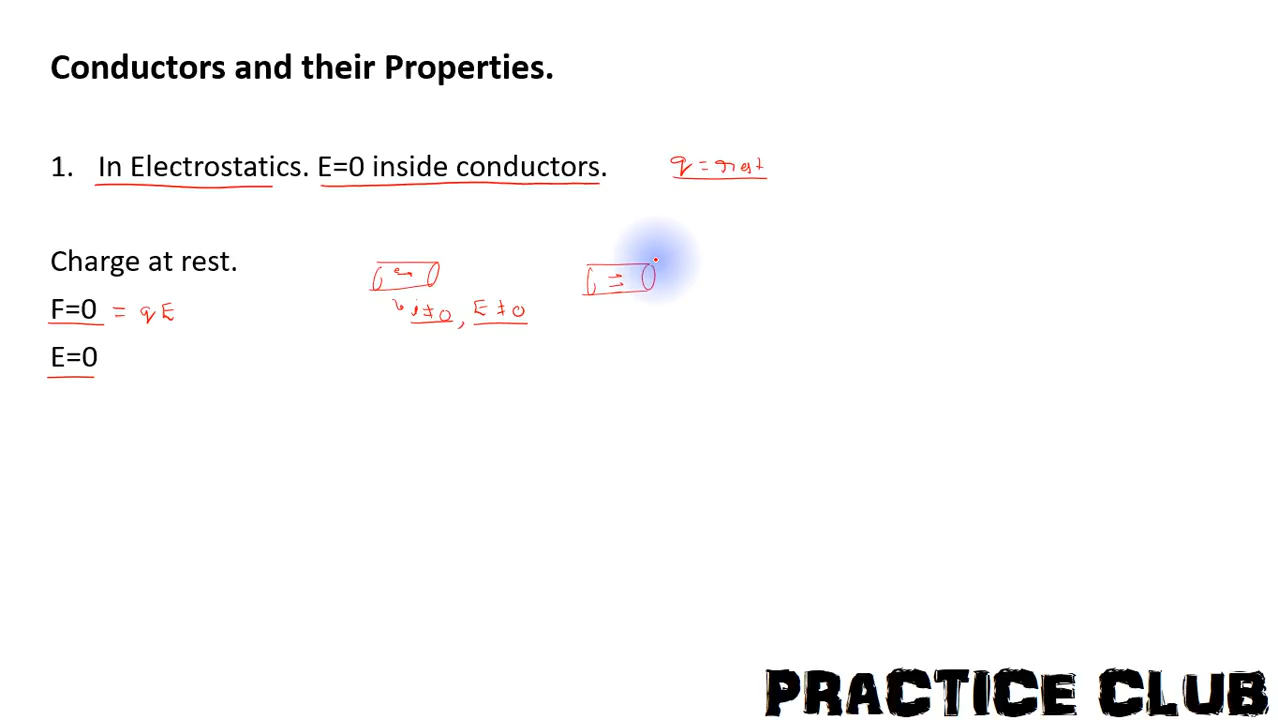 Conductors and their Properties.
1. In Electrostatics. E=0 inside conductors. q = rest
Charge at rest.
F=0 = qE
i≠0, E≠0
E=0
PRACTICE CLUB